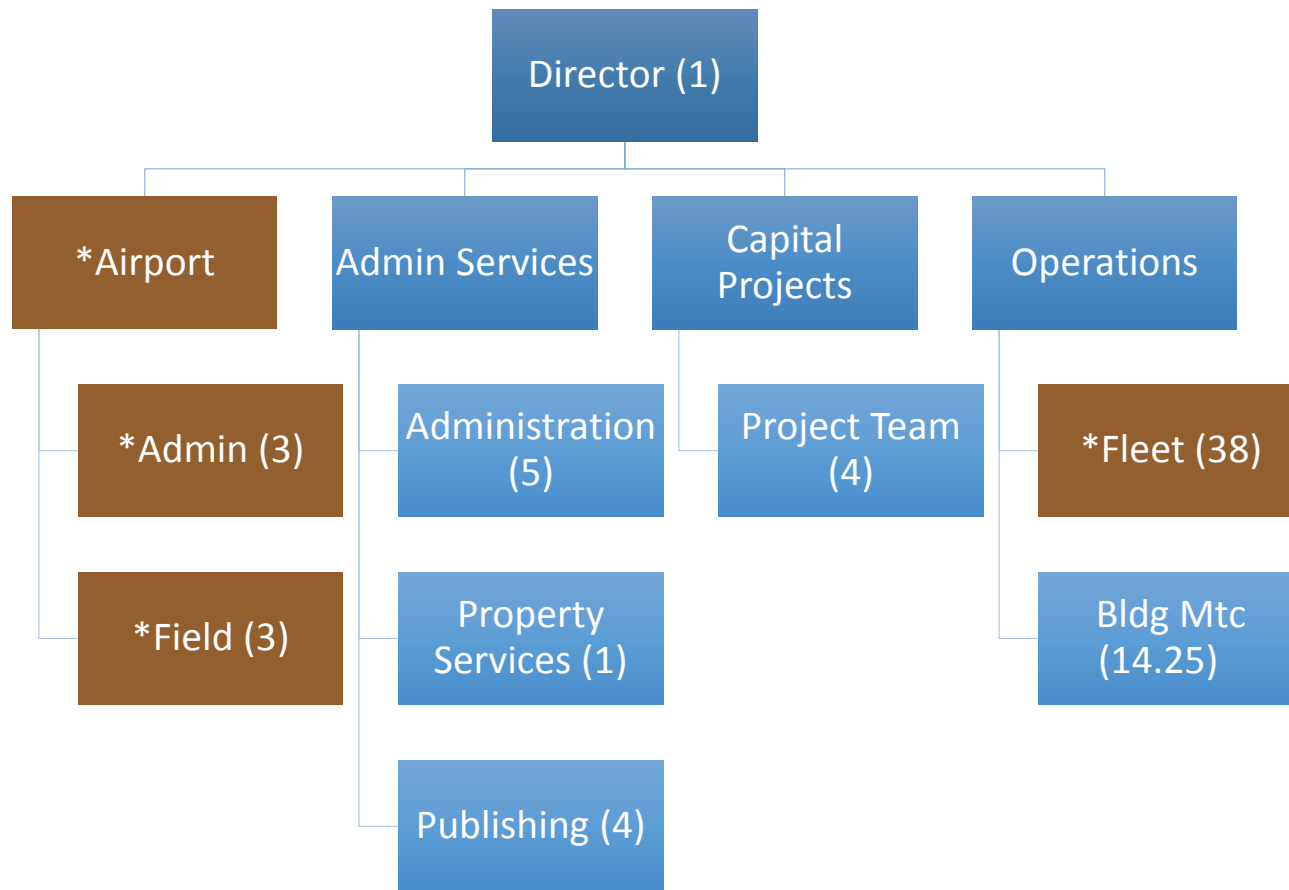 Director (1)
*Airport
Admin Services
Capital
Projects
Operations
*Admin (3)
Administration
(5)
Project Team
(4)
*Fleet (38)
*Field (3)
Property
Services (1)
Bldg Mtc
(14.25)
Publishing (4)